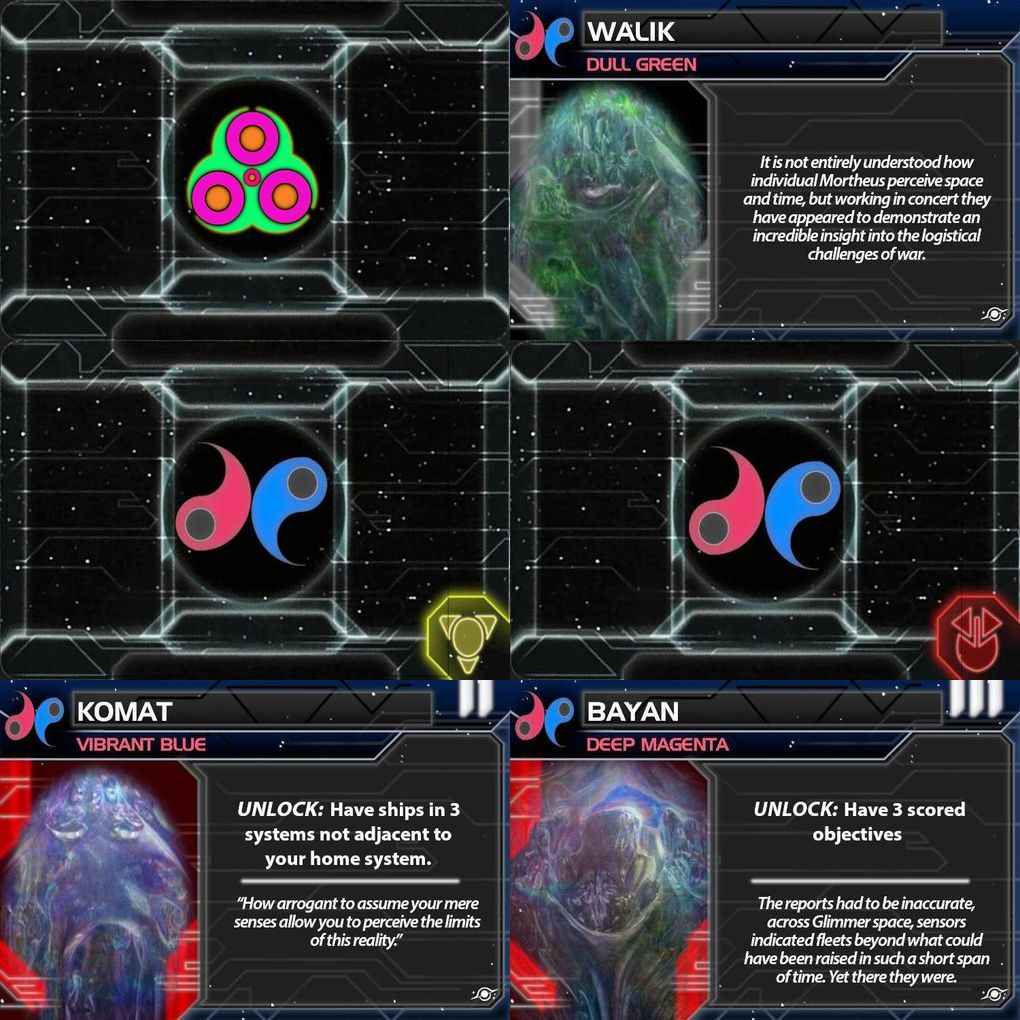 WALIK
DULL GREEN
It is not entirely understood how
individual Mortheus perceive space
and time, but working in concert they
have appeared to demonstrate an
incredible insight into the logistical
challenges of war.
KOMAT
VIBRANT BLUE
UNLOCK: Have ships in 3
systems not adjacent to
your home system.
“How arrogant to assume your mere
senses allow you to perceive the limits
of this reality.”
BAYAN
DEEP MAGENTA
UNLOCK: Have 3 scored
objectives
The reports had to be inaccurate,
across Glimmer space, sensors
indicated fleets beyond what could
have been raised in such a short span
of time. Yet there they were.